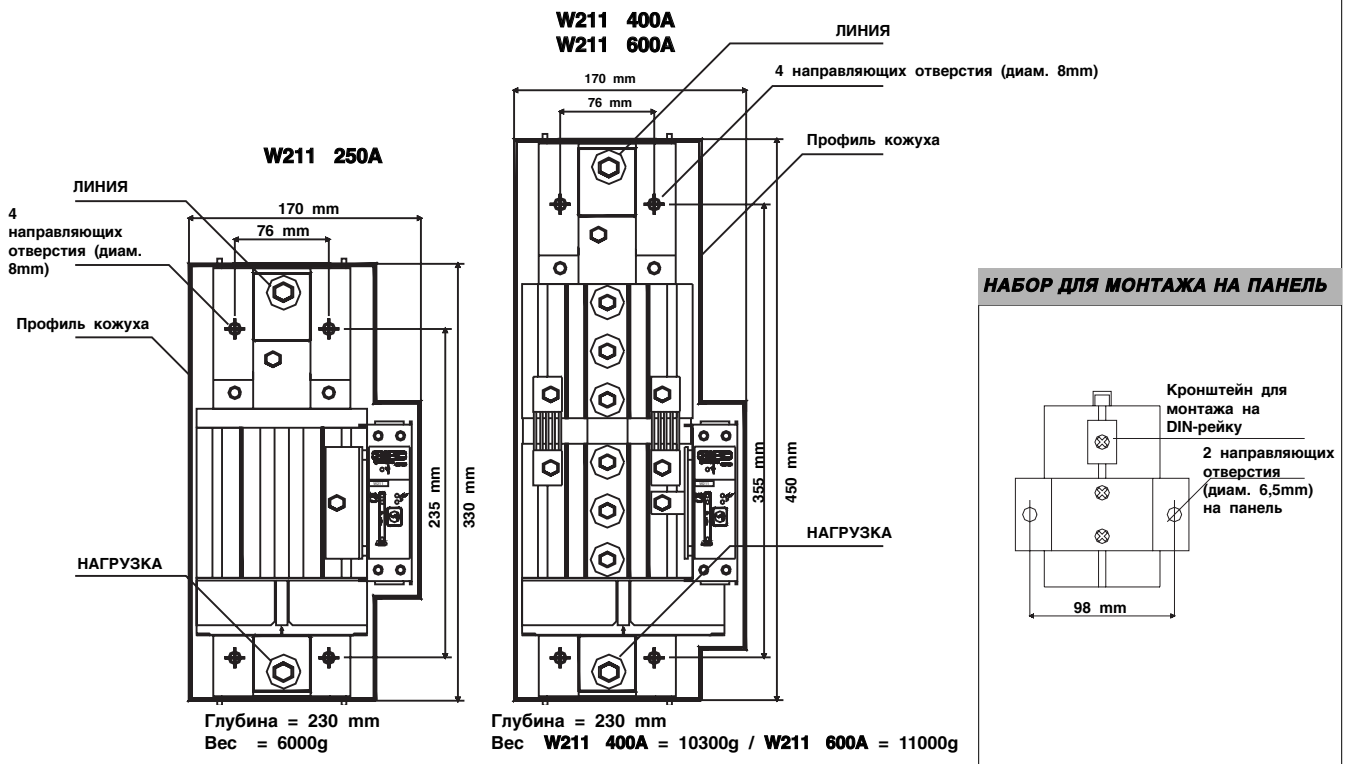 W211 250A
ЛИНИЯ
4
направляющих
отверстия (диам.
8mm)
Профиль кожуха
НАГРУЗКА
170 mm
76 mm
235 mm
330 mm
Глубина = 230 mm
Вес = 6000g
W211 400A
W211 600A
ЛИНИЯ
4 направляющих отверстия (диам. 8mm)
Профиль кожуха
170 mm
76 mm
355 mm
450 mm
НАГРУЗКА
Глубина = 230 mm
Вес W211 400A = 10300g / W211 600A = 11000g
НАБОР ДЛЯ МОНТАЖА НА ПАНЕЛЬ
Кронштейн для
монтажа на
DIN-рейку
2 направляющих
отверстия
(диам. 6,5mm)
на панель
98 mm